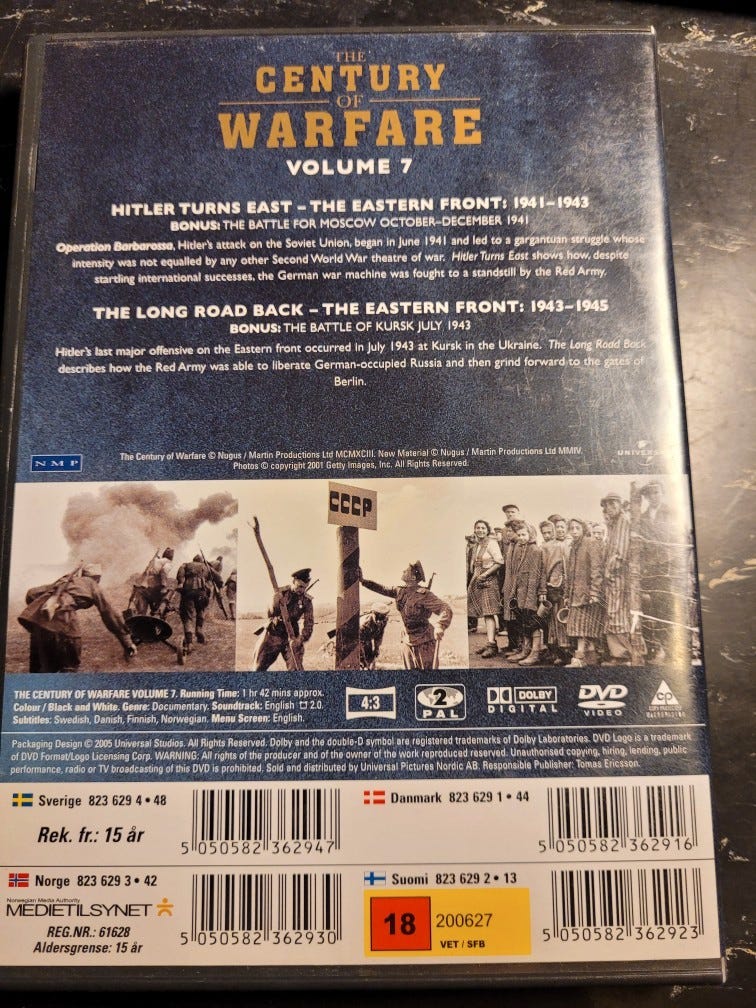 THE
CENTURY
OF
WARFARE
VOLUME 7
HITLER TURNS EAST – THE EASTERN FRONT: 1941–1943
BONUS: THE BATTLE FOR MOSCOW OCTOBER–DECEMBER 1941
Operation Barbarossa, Hitler's attack on the Soviet Union, began in June 1941 and led to a gargantuan struggle whose
intensity was not equalled by any other Second World War theatre of war. Hitler Turns East shows how, despite
startling international successes, the German war machine was fought to a standstill by the Red Army.
THE LONG ROAD BACK – THE EASTERN FRONT: 1943–1945
BONUS: THE BATTLE OF KURSK JULY 1943
Hitler's last major offensive on the Eastern front occurred in July 1943 at Kursk in the Ukraine. The Long Road Back
describes how the Red Army was able to liberate German-occupied Russia and then grind forward to the gates of
Berlin.
NMP
The Century of Warfare © Nugus / Martin Productions Ltd MCMXCIII. New Material © Nugus / Martin Productions Ltd MMIV.
Photos © copyright 2001 Getty Images, Inc. All Rights Reserved.
UNIVERSAL
CCCP
THE CENTURY OF WARFARE VOLUME 7. Running Time: 1 hr 42 mins approx.
Colour / Black and White. Genre: Documentary. Soundtrack: English 2.0.
Subtitles: Swedish, Danish, Finnish, Norwegian. Menu Screen: English.
4:3
2
PAL
DOLBY
DIGITAL
DVD
VIDEO
CP
Packaging Design © 2005 Universal Studios. All Rights Reserved. Dolby and the double-D symbol are registered trademarks of Dolby Laboratories. DVD Logo is a trademark
of DVD Format/Logo Licensing Corp. WARNING: All rights of the producer and of the owner of the work reproduced reserved. Unauthorised copying, hiring, lending, public
performance, radio or TV broadcasting of this DVD is prohibited. Sold and distributed by Universal Pictures Nordic AB. Responsible Publisher: Tomas Ericsson.
Sverige 823 629 4 • 48
Rek. fr.: 15 år
5 050582 362947
Danmark 823 629 1 • 44
5 050582 362916
Norge 823 629 3 • 42
Norwegian Media Authority
MEDIETILSYNET
REG.NR.: 61628
Aldersgrense: 15 år
5 050582 362930
Suomi 823 629 2 • 13
18
200627
VET / SFB
5 050582 362923